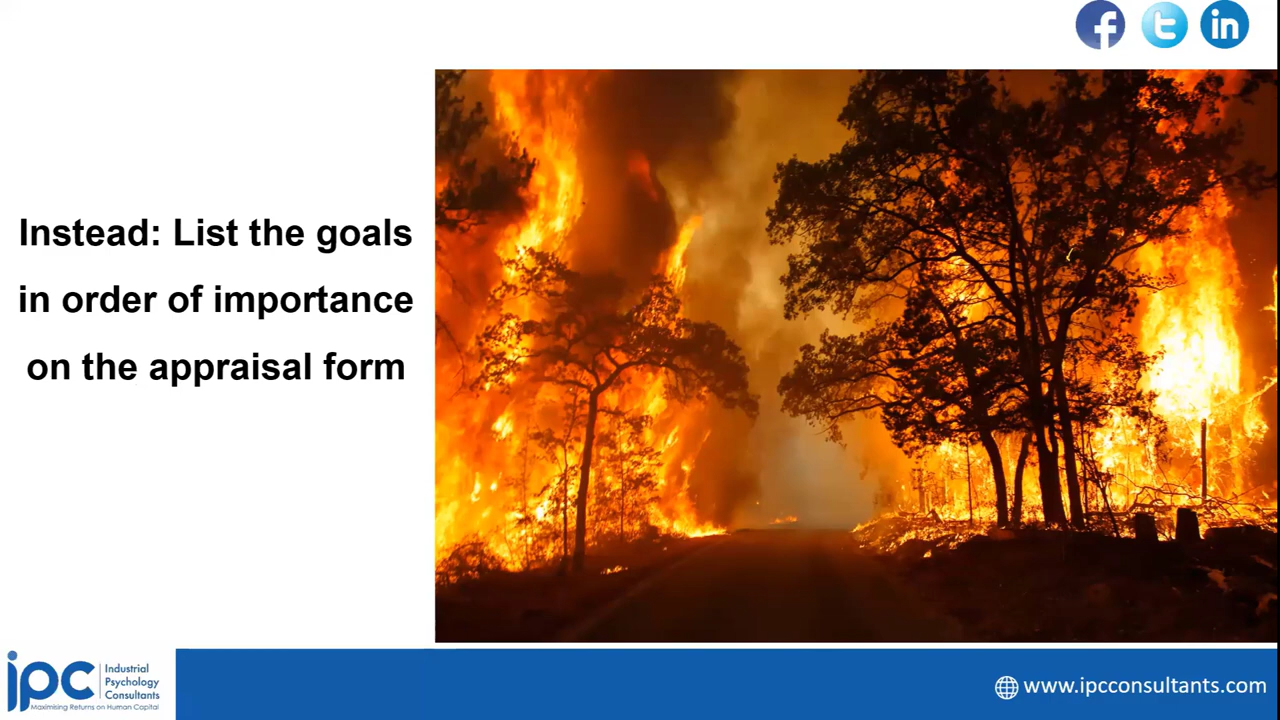 Instead: List the goals
in order of importance
on the appraisal form
ipc
Industrial
Psychology
Consultants
Maximising Returns on Human Capital
www.ipcconsultants.com